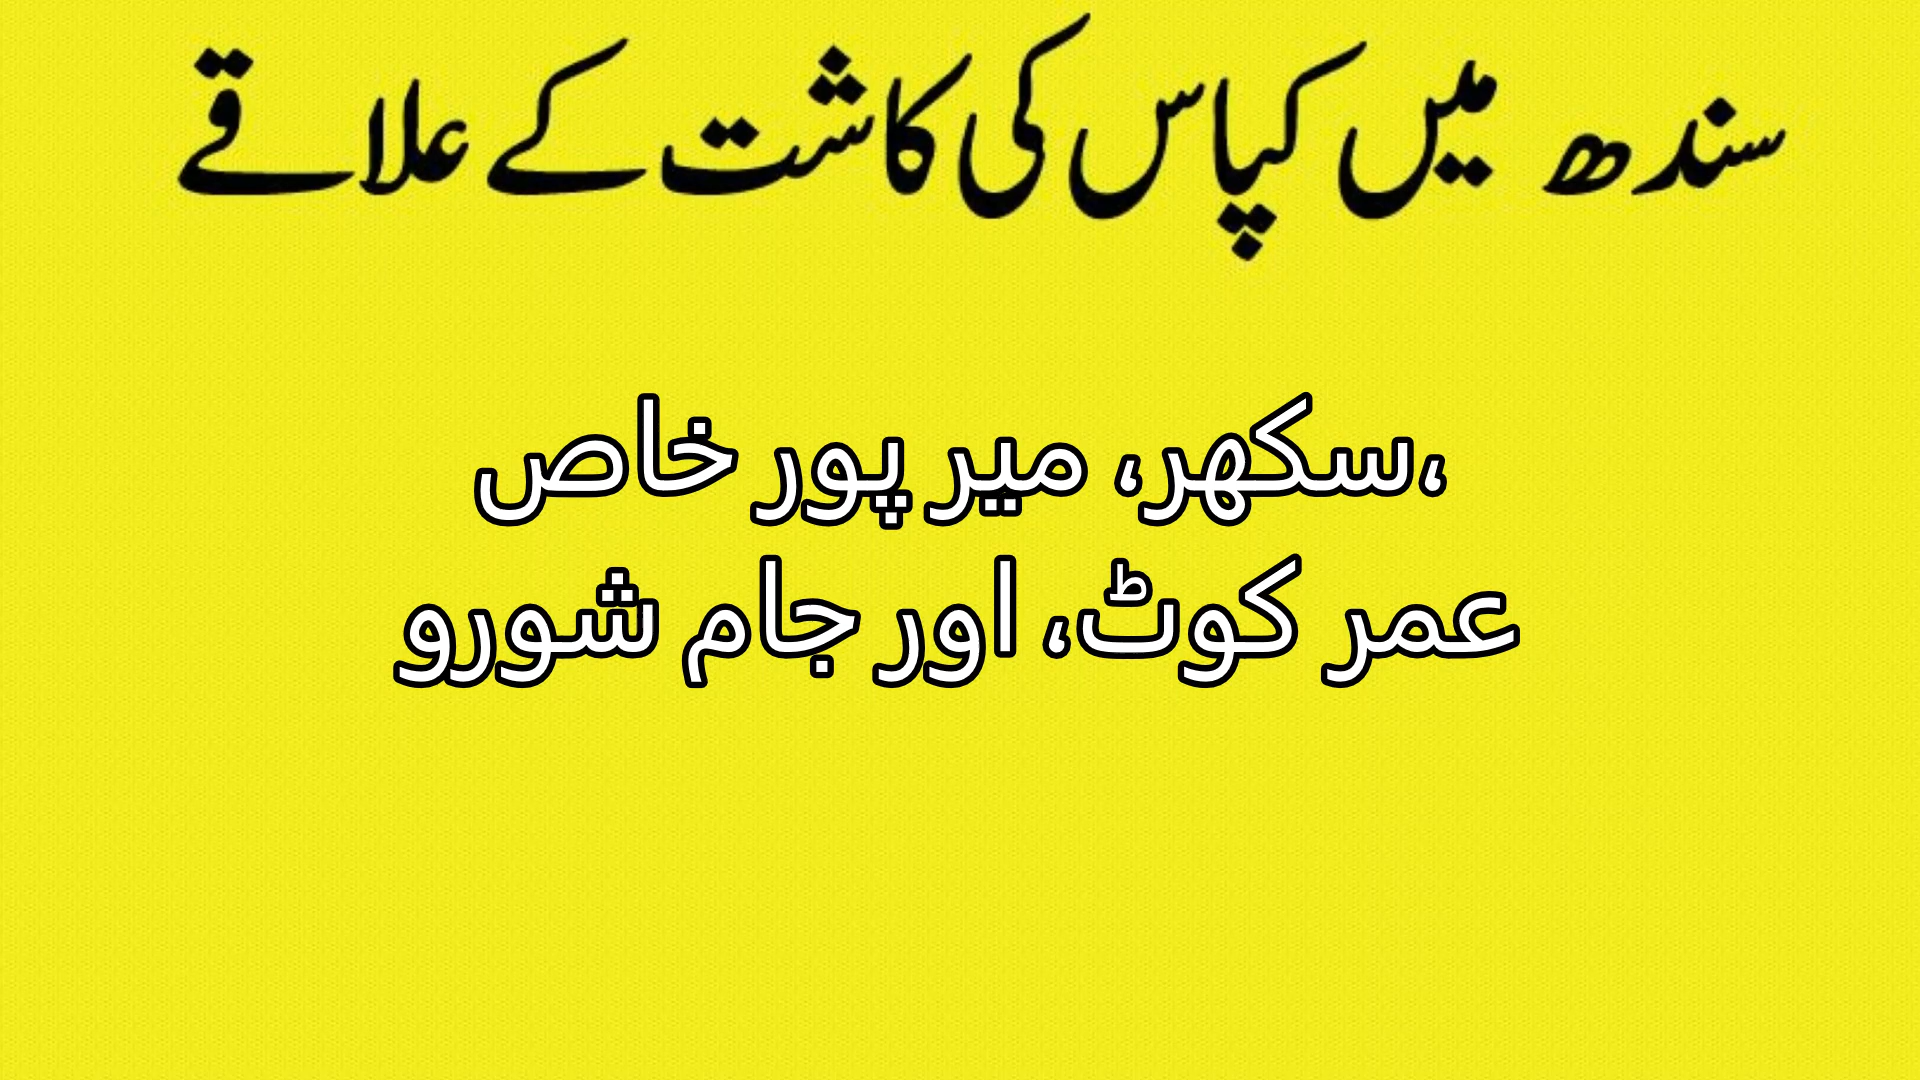 سندھ میں کپاس کی کاشت کے علاقے
،سکھر، میر پور خاص
عمر کوٹ، اور جام شورو